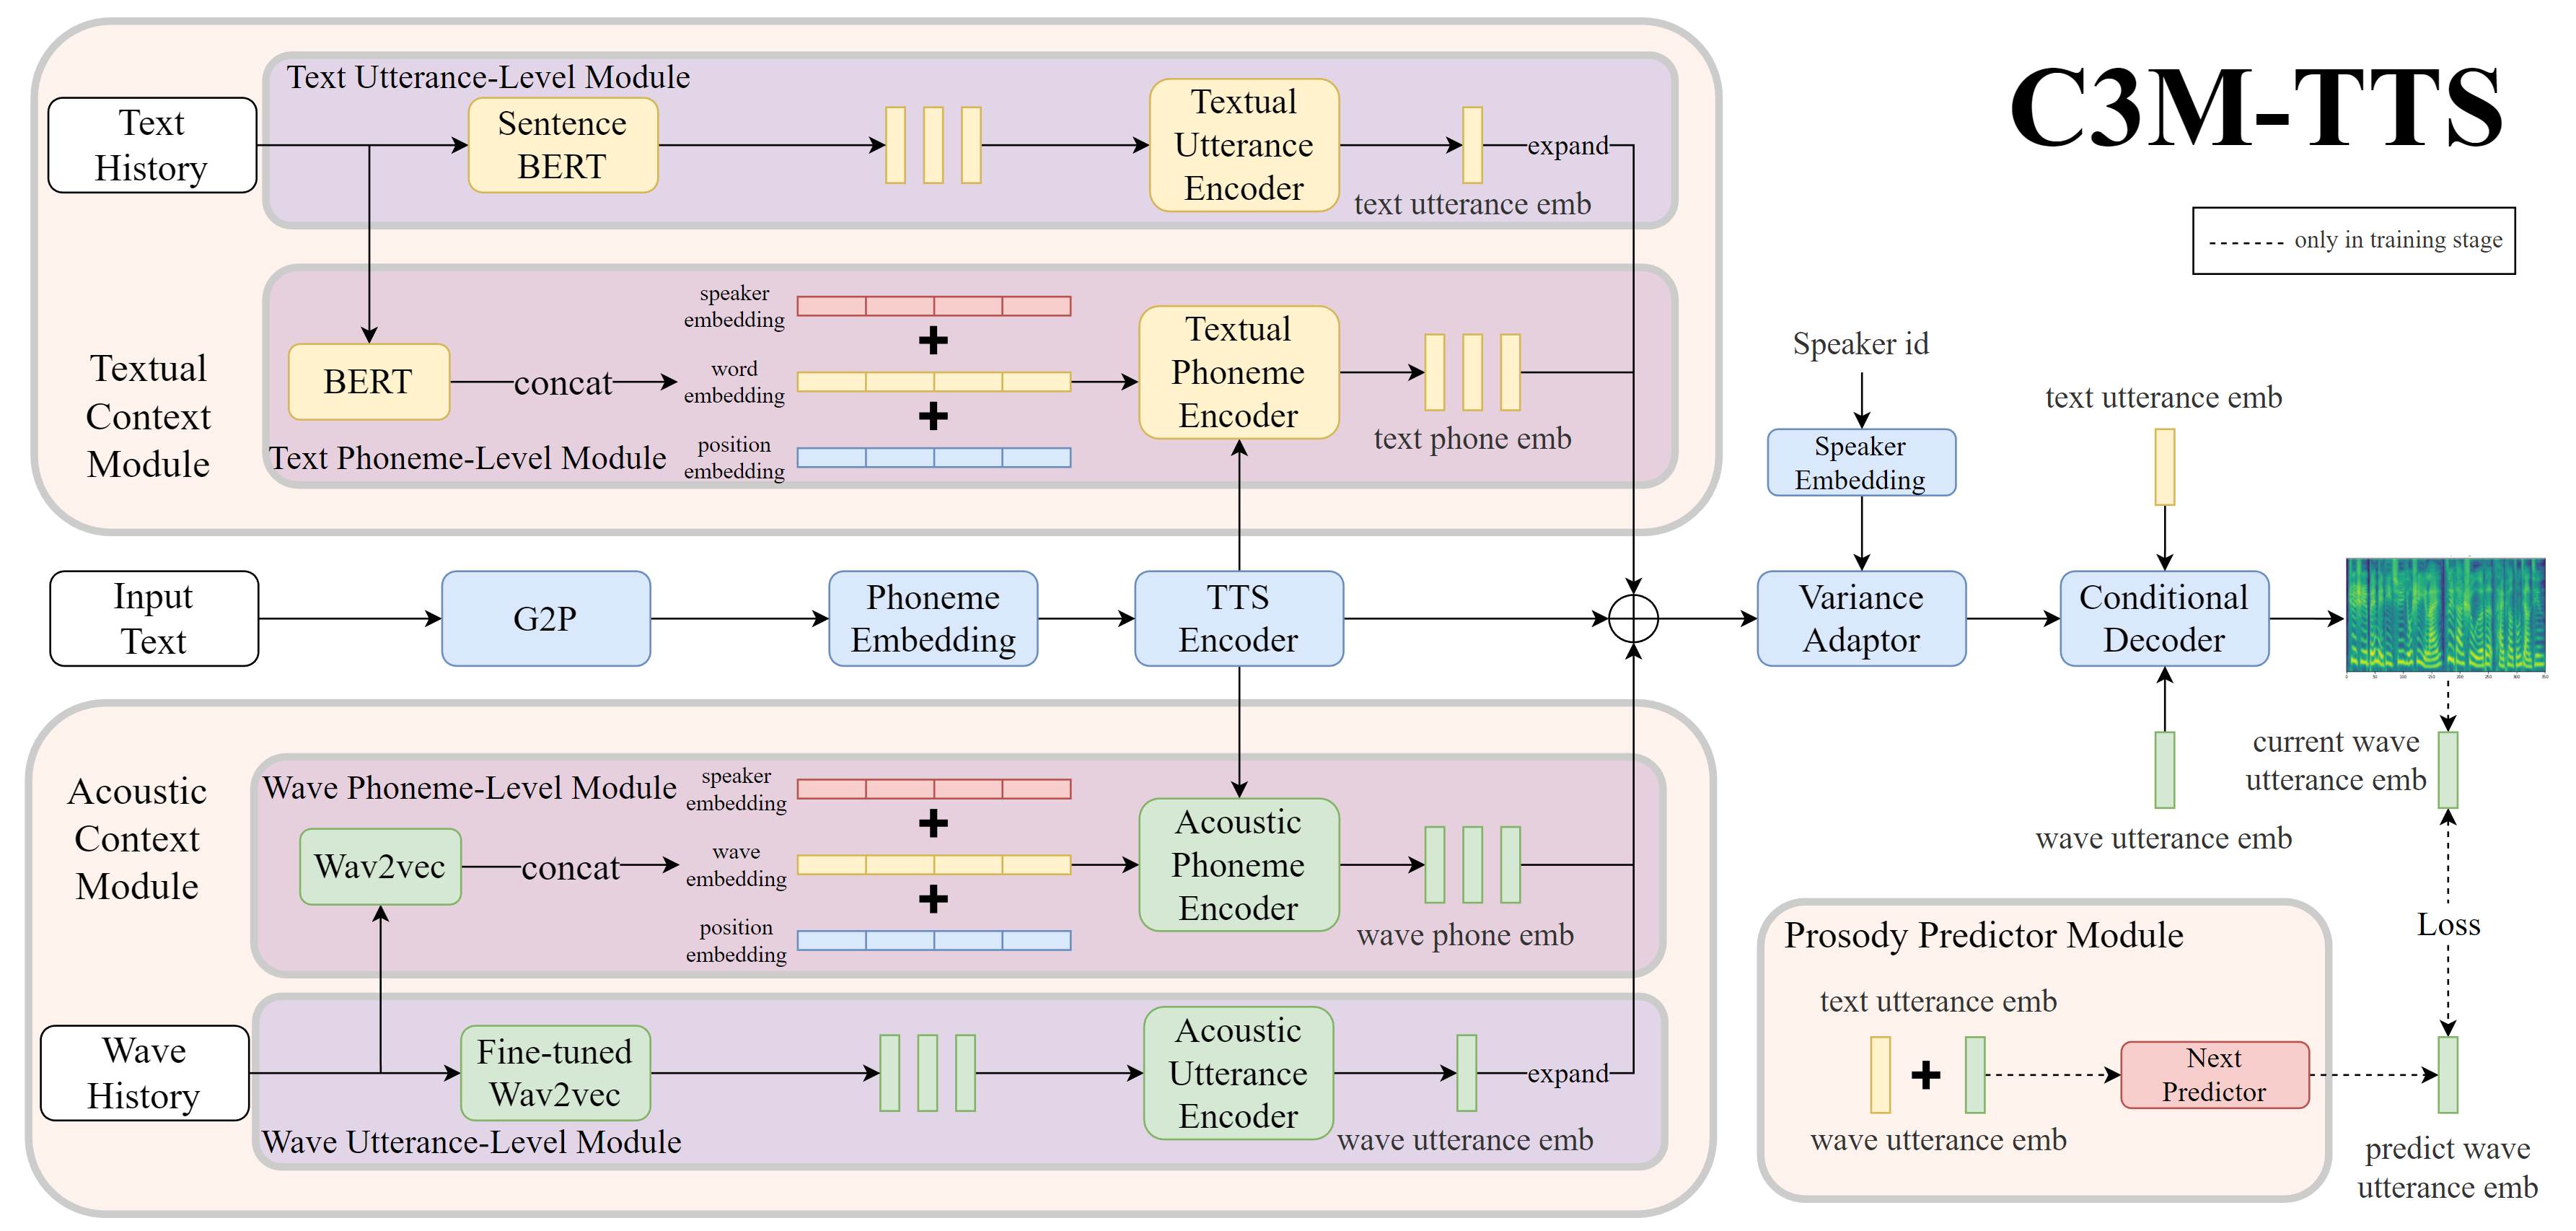 C3M-TTS
only in training stage
Text Utterance-Level Module
Text
History
Sentence
BERT
Textual
Utterance
Encoder
expand
text utterance emb
Textual
Context
Module
BERT
concat
speaker
embedding
word
embedding
position
embedding
Text Phoneme-Level Module
Textual
Phoneme
Encoder
text phone emb
Input
Text
G2P
Phoneme
Embedding
TTS
Encoder
Speaker id
Speaker
Embedding
Variance
Adaptor
text utterance emb
Conditional
Decoder
wave utterance emb
current wave
utterance emb
Loss
Acoustic
Context
Module
Wave Phoneme-Level Module
Wav2vec
concat
speaker
embedding
wave
embedding
position
embedding
Acoustic
Phoneme
Encoder
wave phone emb
Wave
History
Fine-tuned
Wav2vec
Wave Utterance-Level Module
Acoustic
Utterance
Encoder
expand
wave utterance emb
Prosody Predictor Module
text utterance emb
wave utterance emb
Next
Predictor
predict wave
utterance emb